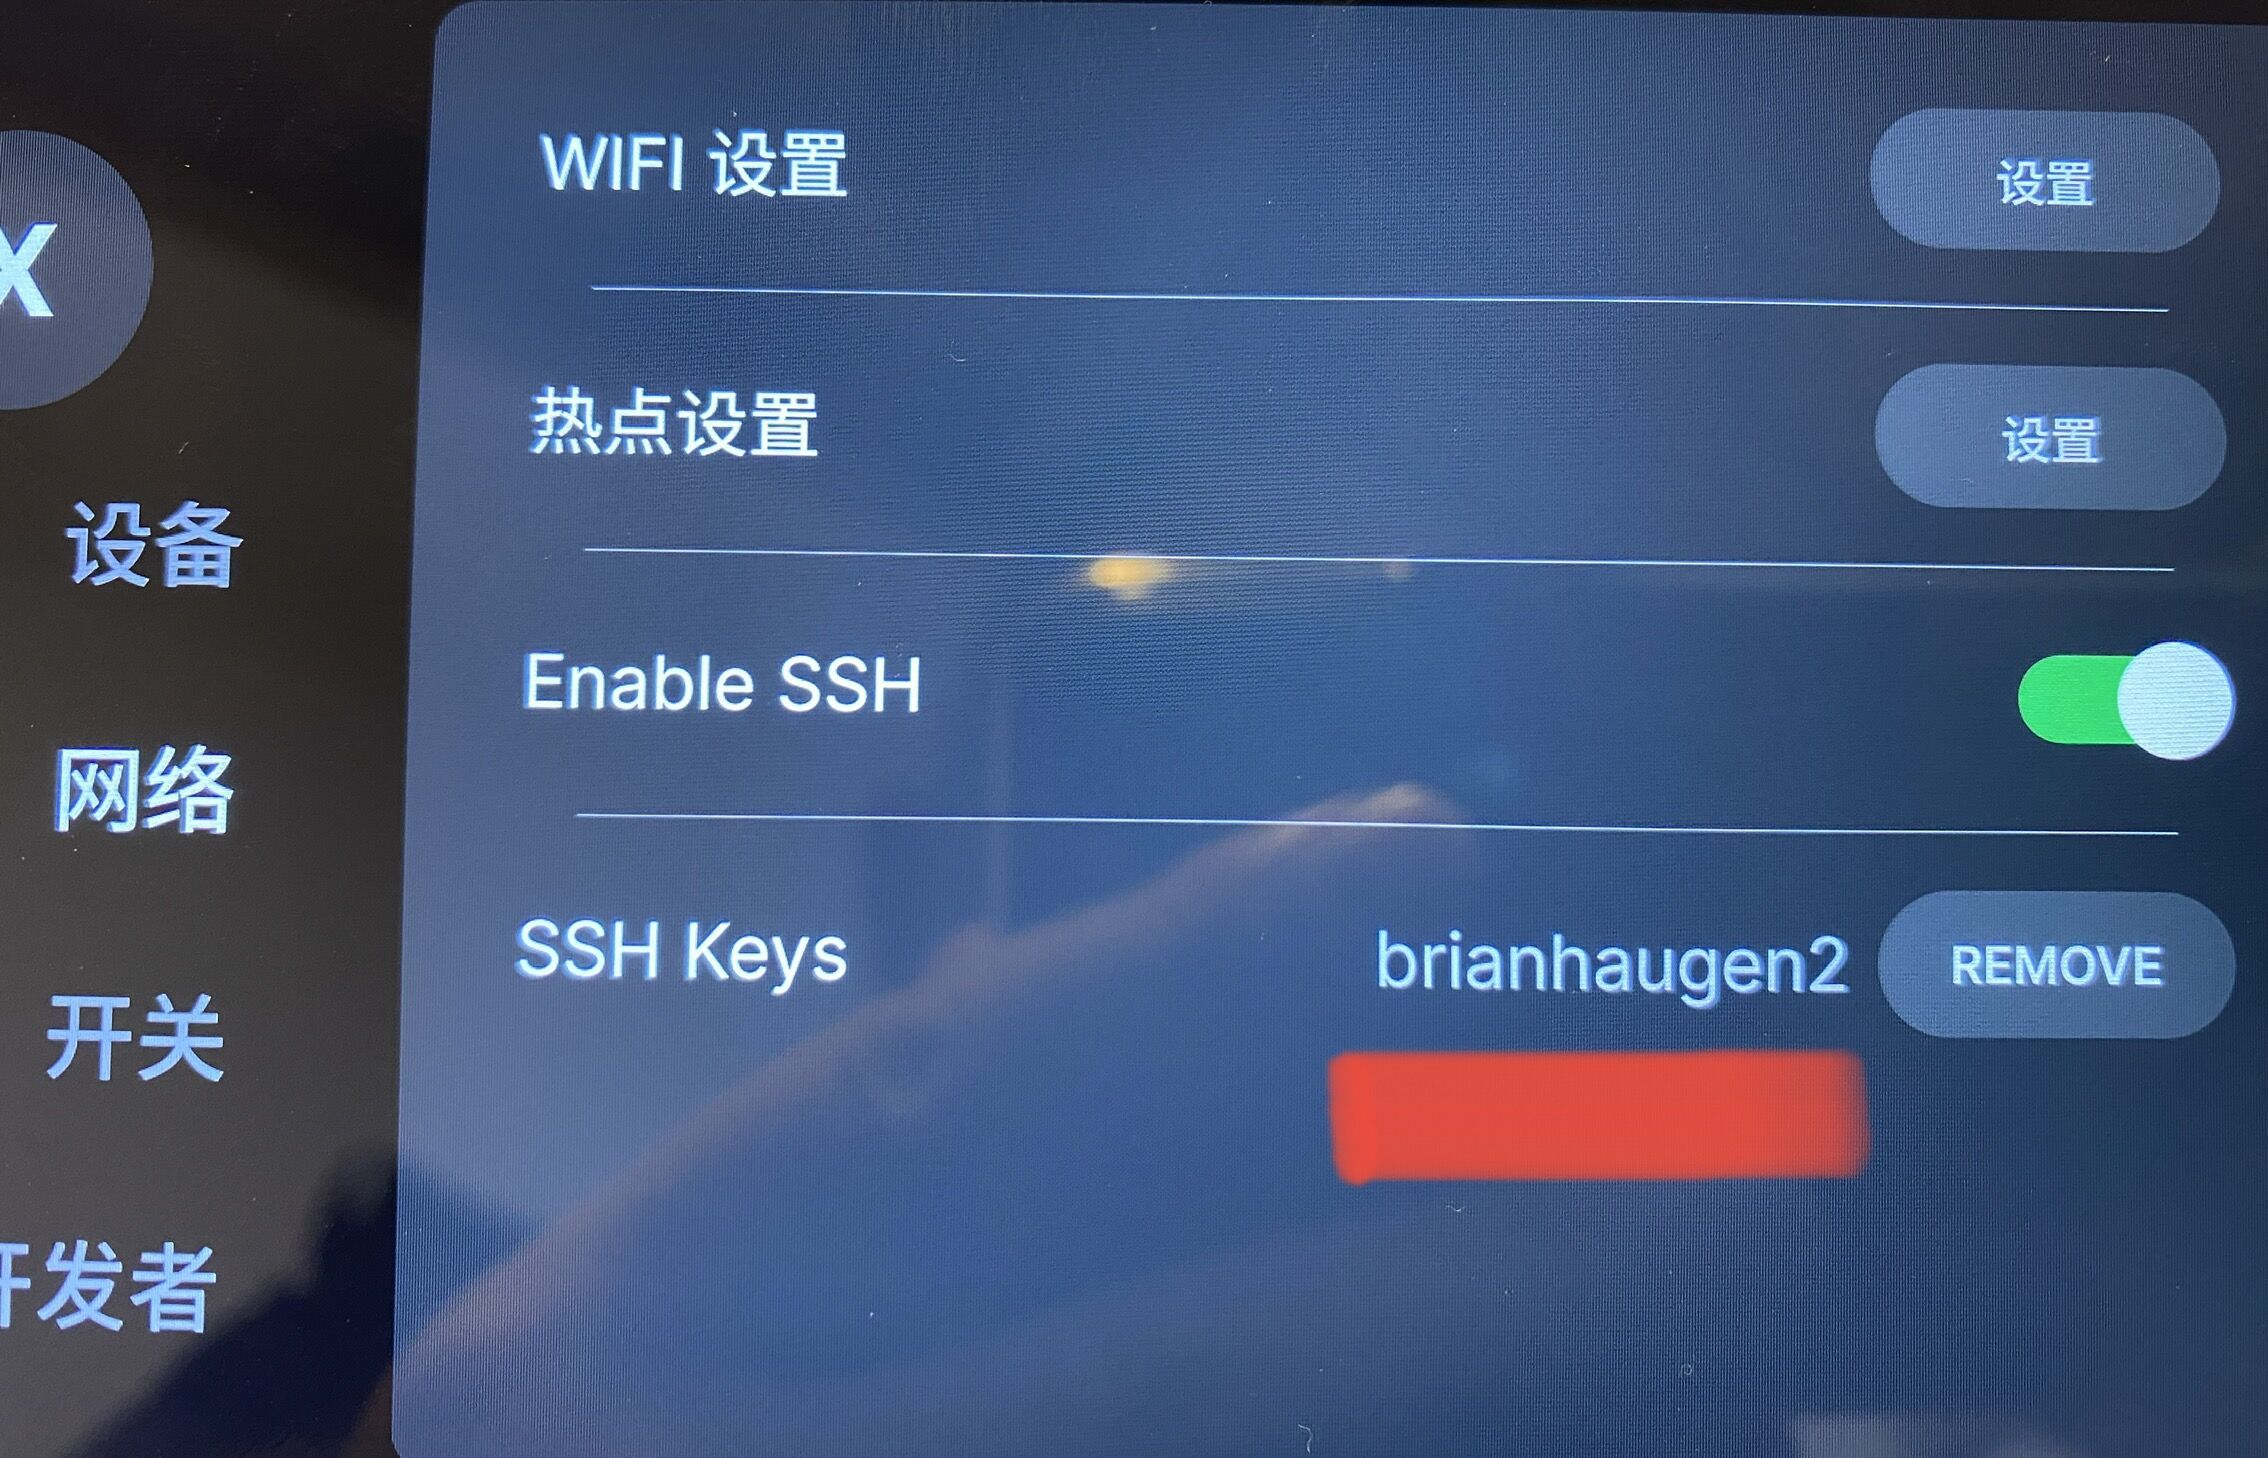 X
设备
网络
开关
开发者
WIFI 设置 设置
热点设置 设置
Enable SSH
SSH Keys brianhaugen2 REMOVE